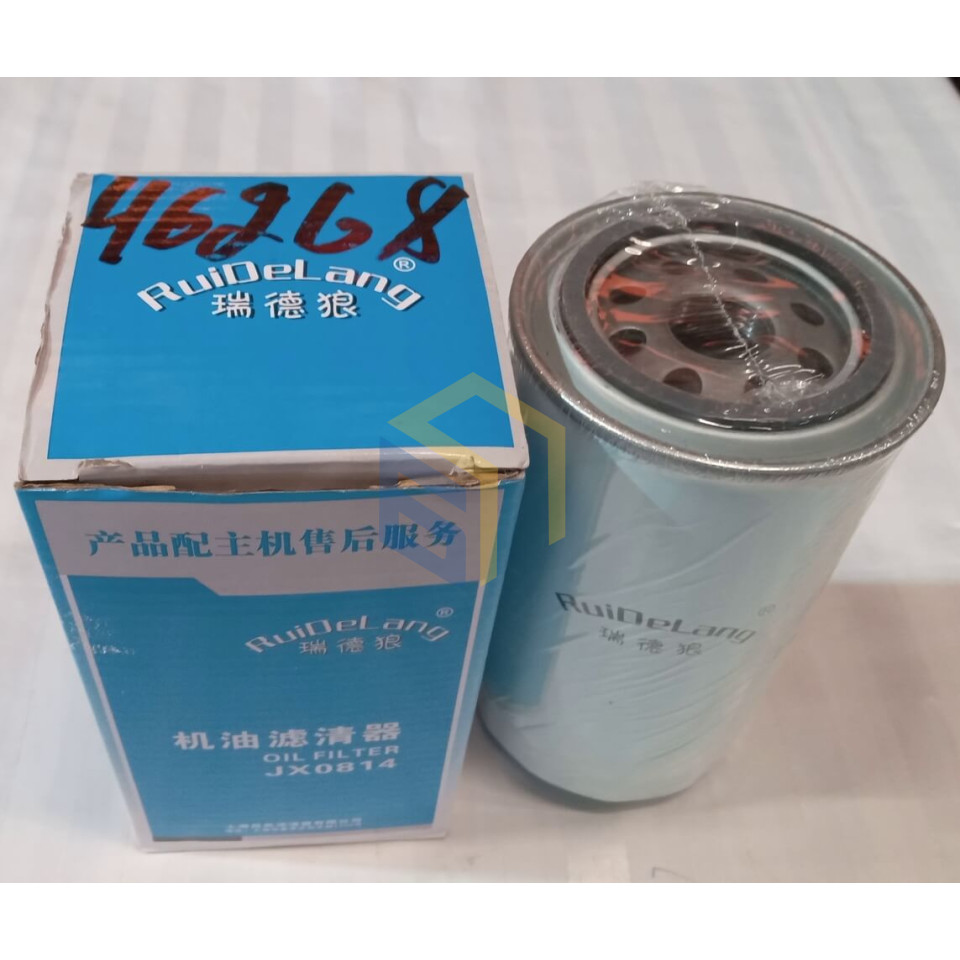 46268
RuiDeLang®
瑞德狼
产品配主机售后服务
RuiDeLang®
瑞德狼
机油滤清器
OIL FILTER
JX0814
RuiDeLang®
瑞德狼